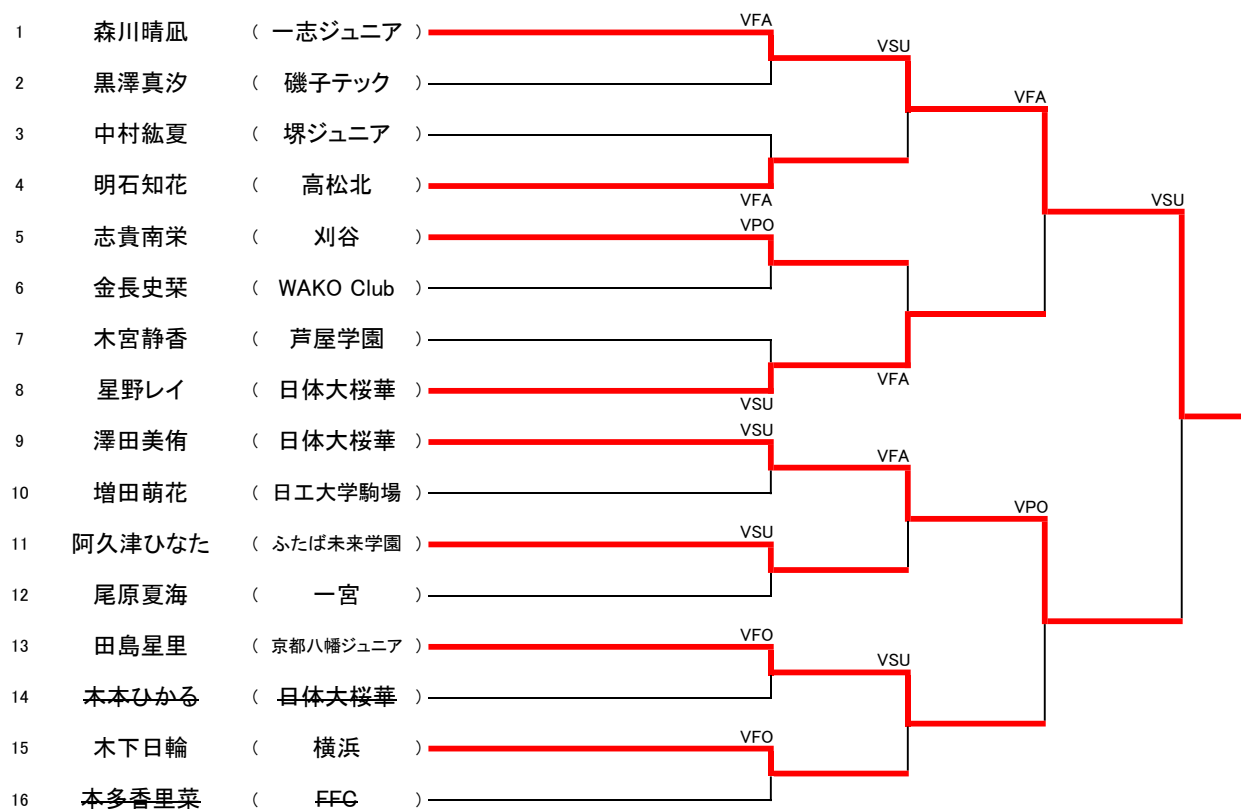 1 森川晴凪 （ 一志ジュニア ） VFA
VSU
2 黒澤真汐 （ 磯子テック ）
VFA
3 中村紘夏 （ 堺ジュニア ）
4 明石知花 （ 高松北 ）
VFA
VSU
5 志貴南栄 （ 刈谷 ） VPO
6 金長史栞 （ WAKO Club ）
7 木宮静香 （ 芦屋学園 ）
VFA
8 星野レイ （ 日体大桜華 ）
VSU
9 澤田美侑 （ 日体大桜華 ） VSU
VFA
10 増田萌花 （ 日工大学駒場 ）
VPO
11 阿久津ひなた （ ふたば未来学園 ） VSU
12 尾原夏海 （ 一宮 ）
13 田島星里 （ 京都八幡ジュニア ） VFO
VSU
14 木本ひかる （ 日体大桜華 ）
15 木下日輪 （ 横浜 ） VFO
16 本多香里菜 （ FFC ）